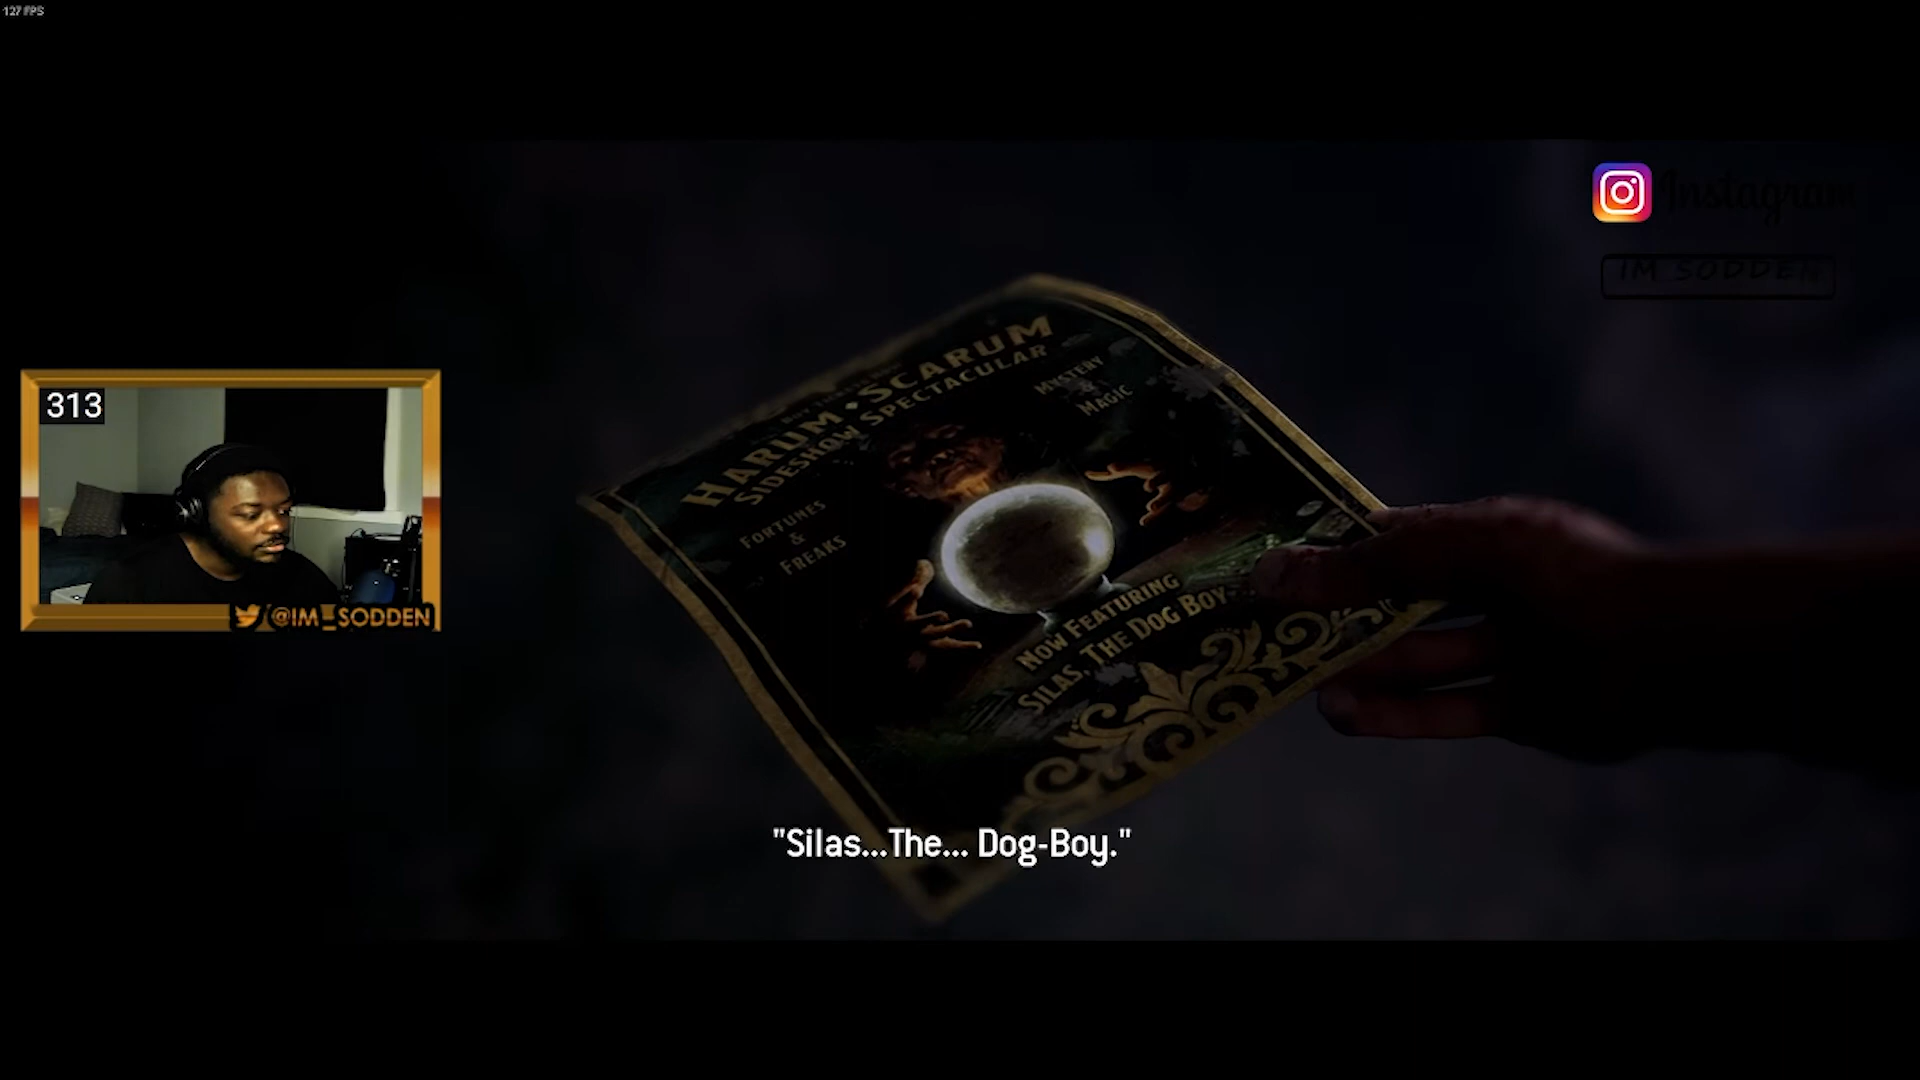 127 FPS
Instagram
IM SODDEN
HARUM • SCARUM
SIDESHOW SPECTACULAR
MYSTERY
&
MAGIC
FORTUNES
&
FREAKS
NOW FEATURING
SILAS, THE DOG BOY
313
@IM_SODDEN
"Silas...The... Dog-Boy."